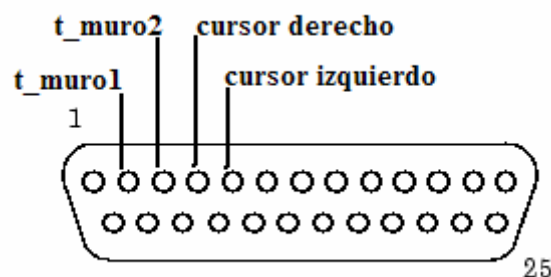 t_muro2 cursor derecho
t_muro1 cursor izquierdo
1
25